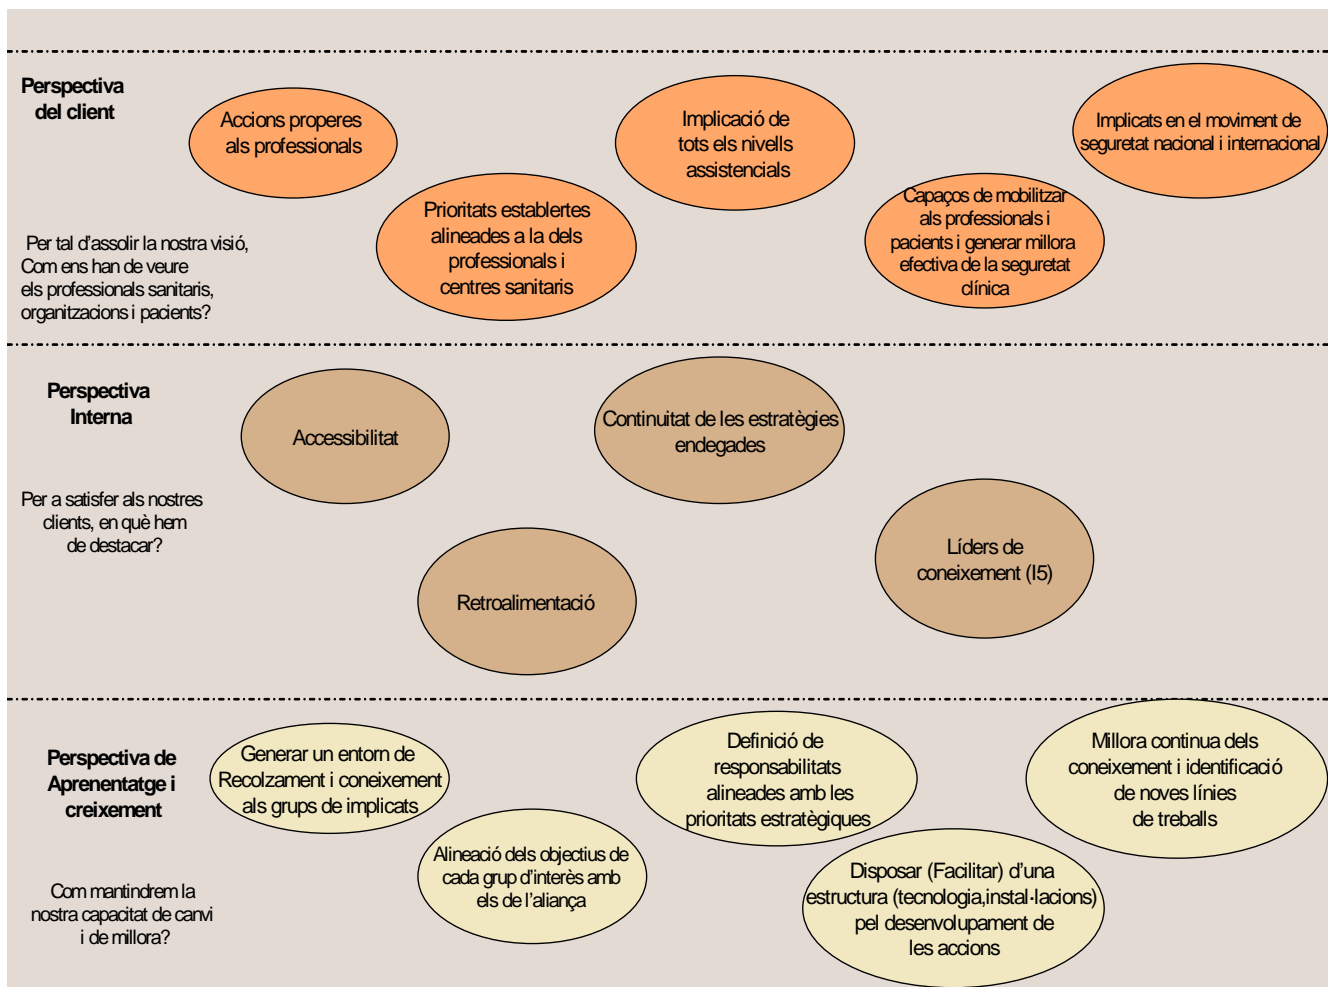 Perspectiva
del client
Accions properes
als professionals
Implicació de
tots els nivells
assistencials
Implicats en el moviment de
seguretat nacional i internacional
Prioritats establertes
alineades a la dels
professionals i
centres sanitaris
Capaços de mobilitzar
als professionals i
pacients i generar millora
efectiva de la seguretat
clínica
Per tal d’assolir la nostra visió,
Com ens han de veure
els professionals sanitaris,
organitzacions i pacients?
Perspectiva
Interna
Accessibilitat
Continuitat de les estratègies
endegades
Per a satisfer als nostres
clients, en què hem
de destacar?
Retroalimentació
Líders de
coneixement (I5)
Perspectiva de
Aprenentatge i
creixement
Generar un entorn de
Recolzament i coneixement
als grups de implicats
Definició de
responsabilitats
alineades amb les
prioritats estratègiques
Millora continua dels
coneixement i identificació
de noves línies
de treballs
Alineació dels objectius de
cada grup d’interès amb
els de l’aliança
Disposar (Facilitar) d’una
estructura (tecnologia,instal·lacions)
pel desenvolupament de
les accions
Com mantindrem la
nostra capacitat de canvi
i de millora?